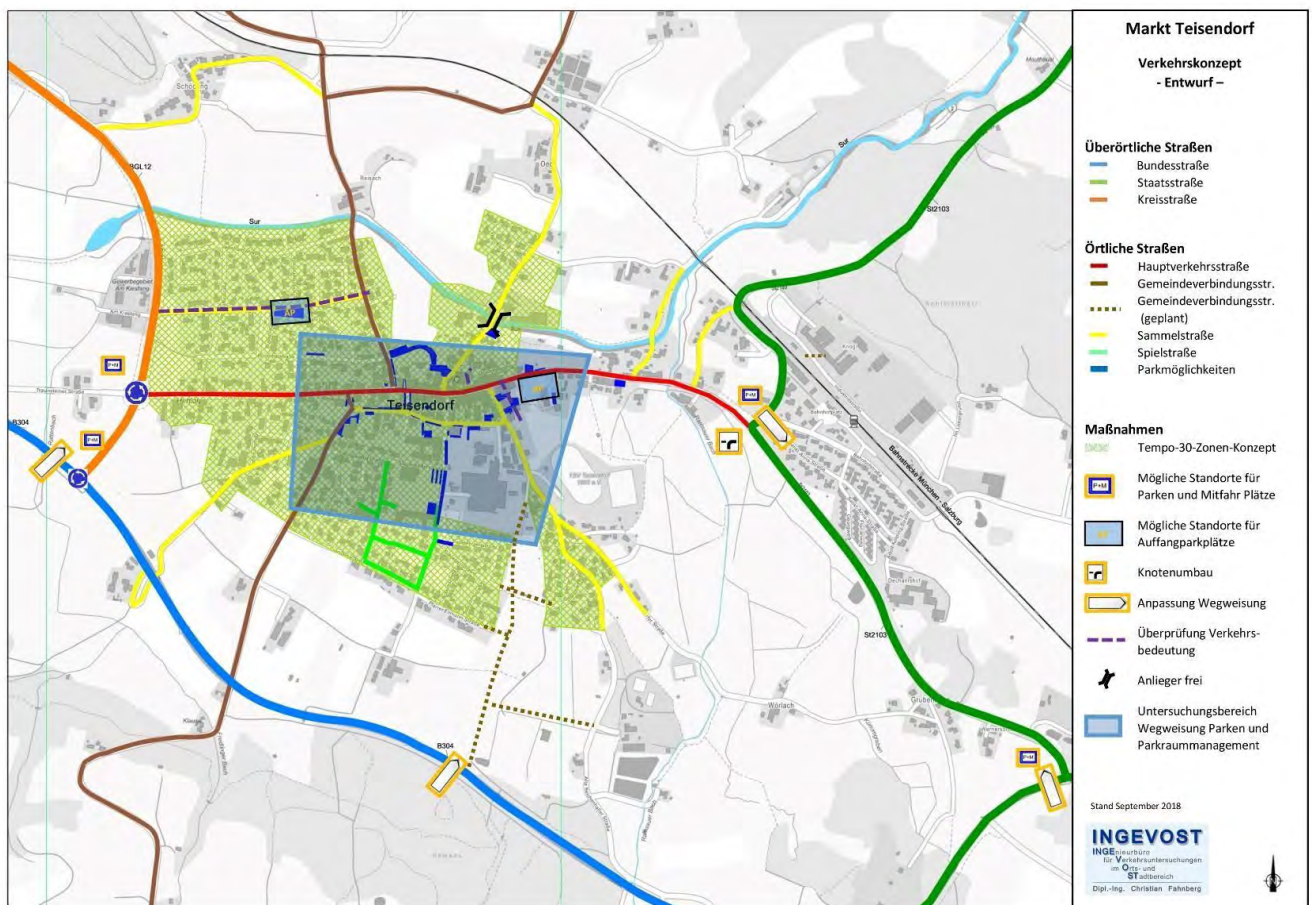 Markt Teisendorf
Verkehrskonzept
- Entwurf –
Überörtliche Straßen
Bundesstraße
Staatsstraße
Kreisstraße
Örtliche Straßen
Hauptverkehrsstraße
Gemeindeverbindungsstr.
Gemeindeverbindungsstr.
(geplant)
Sammelstraße
Spielstraße
Parkmöglichkeiten
Maßnahmen
Tempo-30-Zonen-Konzept
P+M
Mögliche Standorte für
Parken und Mitfahr Plätze
AP
Mögliche Standorte für
Auffangparkplätze
Knotenumbau
Anpassung Wegweisung
Überprüfung Verkehrs-
bedeutung
Anlieger frei
Untersuchungsbereich
Wegweisung Parken und
Parkraummanagement
Stand September 2018
INGEVOST
INGEnieurbüro
für Verkehrsuntersuchungen
im Orts- und
STadtbereich
Dipl.-Ing. Christian Fahnberg
BGL12
Sur
Sur
St2103
AP
P+M
Teisendorf
P+M
B304
P+M
Bahnstrecke München - Salzburg
St2103
Wörlach
B304
P+M